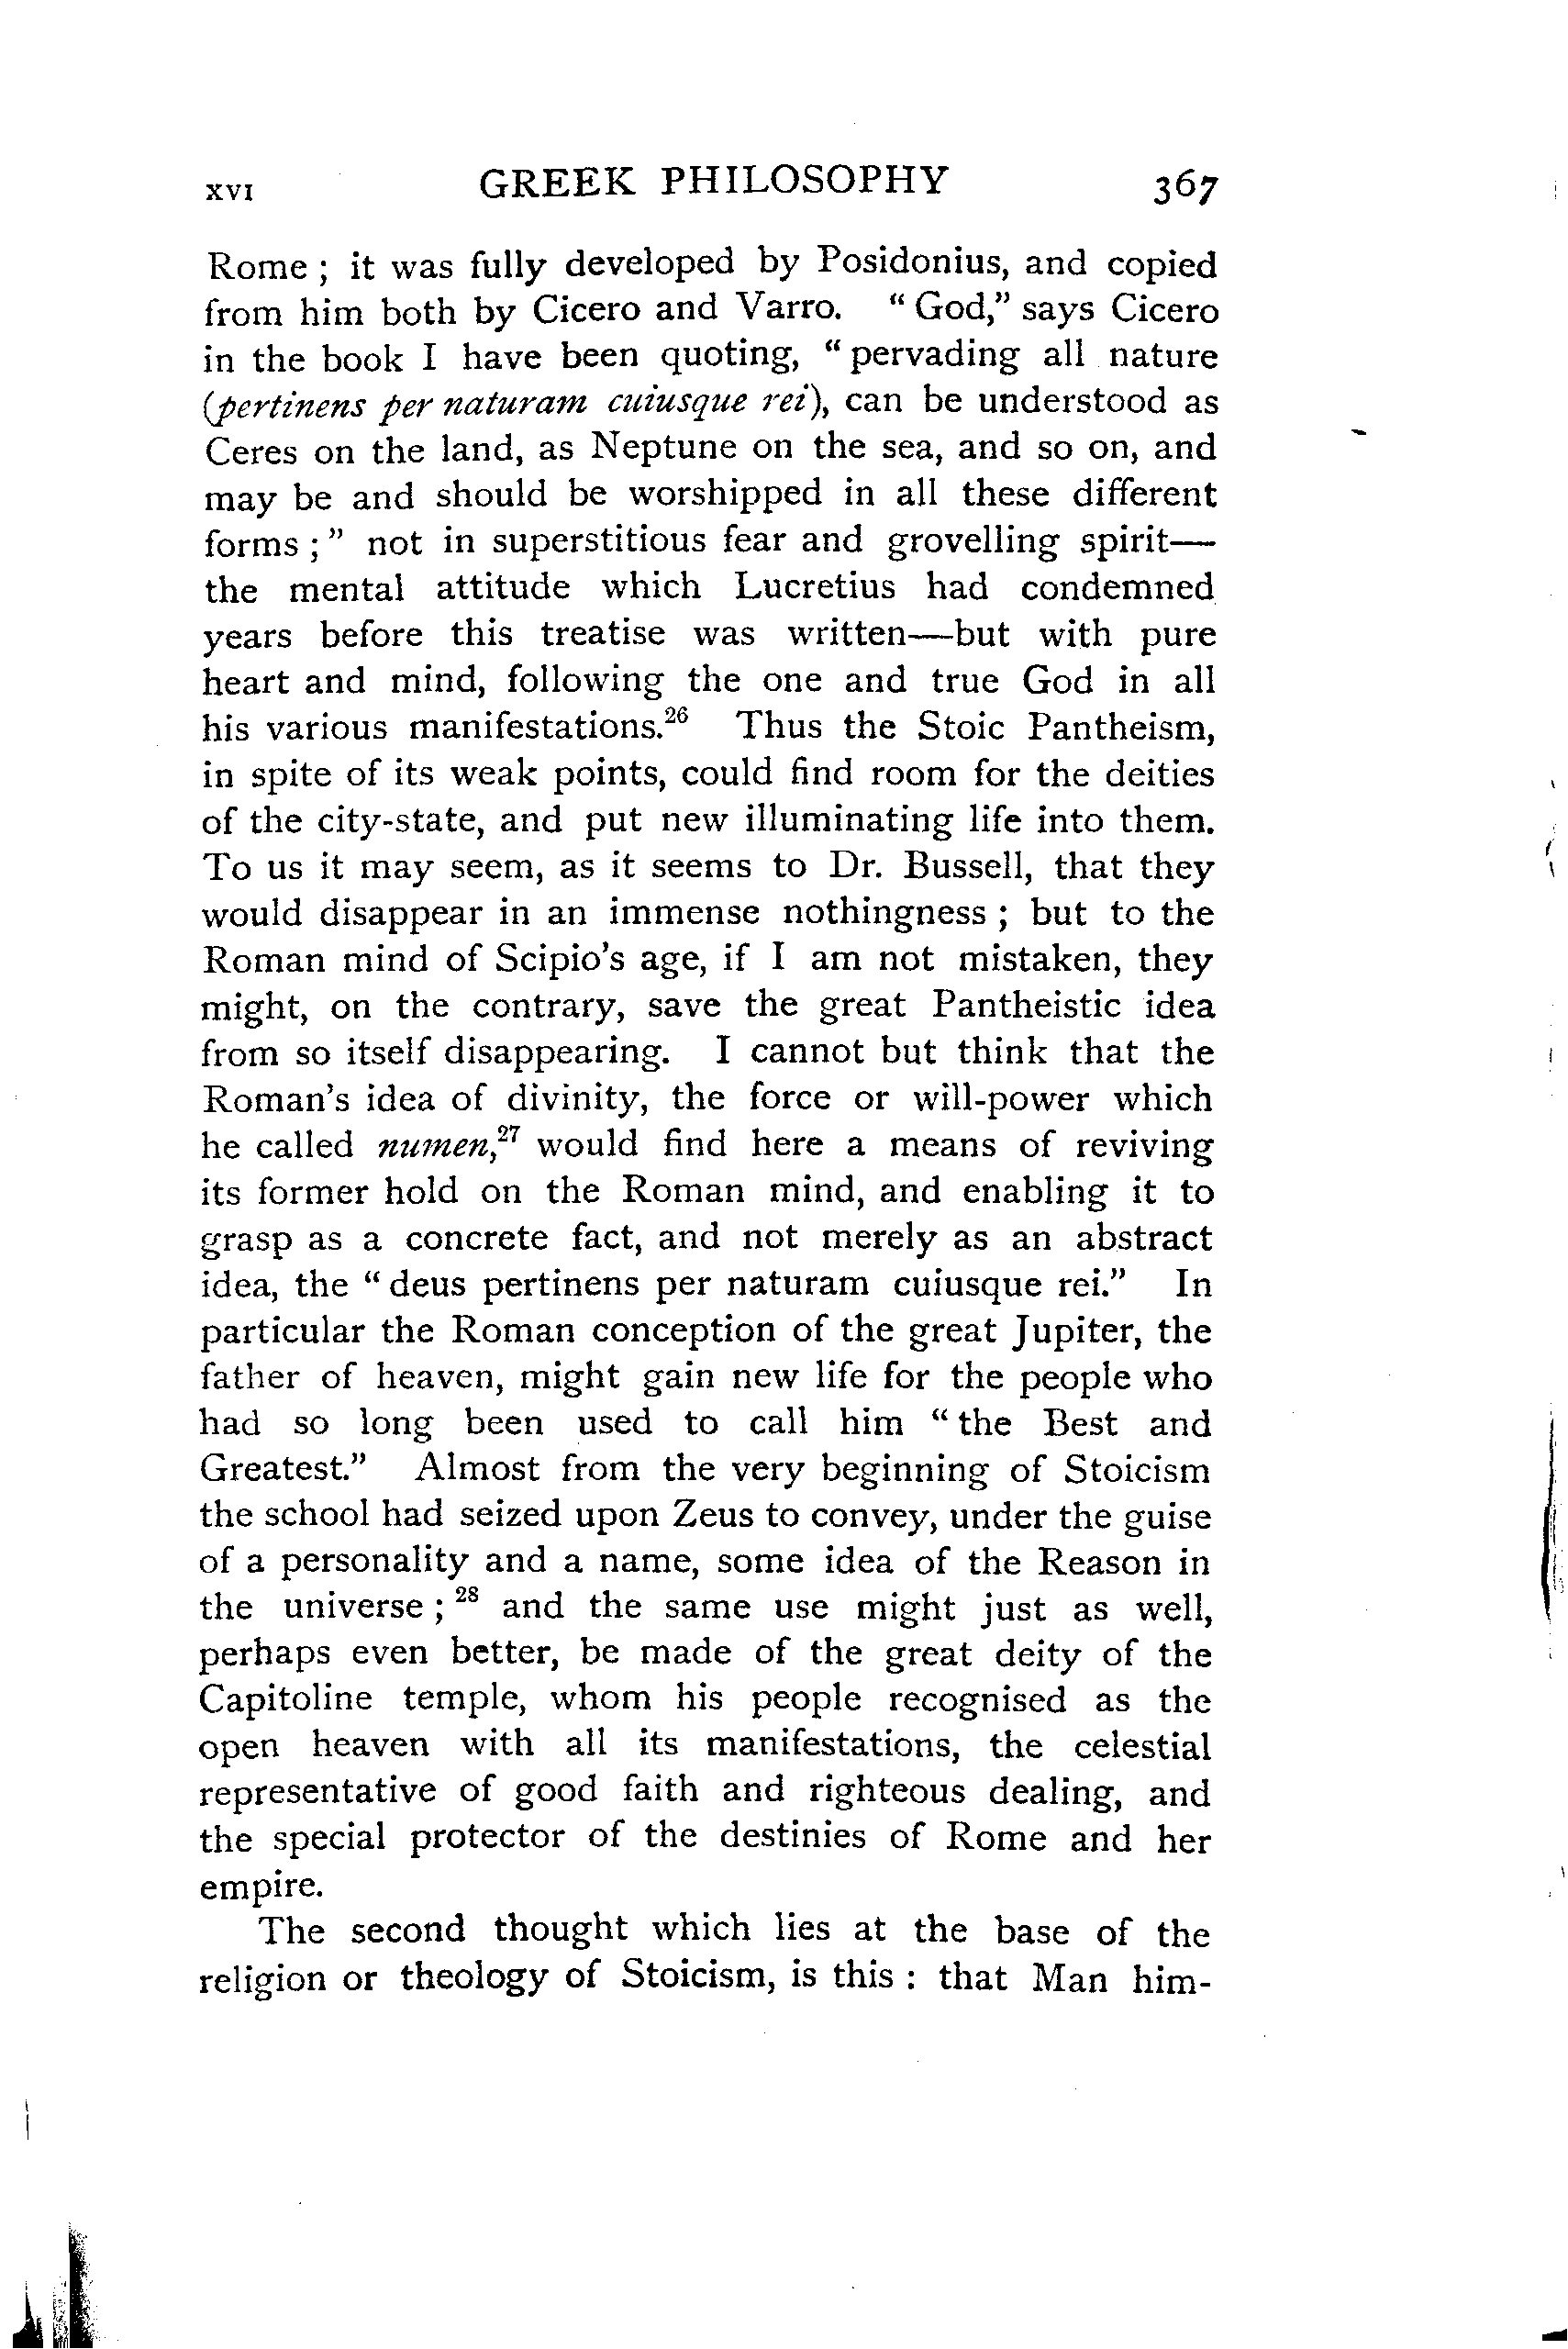 XVI GREEK PHILOSOPHY 367
Rome ; it was fully developed by Posidonius, and copied
from him both by Cicero and Varro. “ God,” says Cicero
in the book I have been quoting, “ pervading all nature
(pertinens per naturam cuiusque rei), can be understood as
Ceres on the land, as Neptune on the sea, and so on, and
may be and should be worshipped in all these different
forms ; ” not in superstitious fear and grovelling spirit—
the mental attitude which Lucretius had condemned
years before this treatise was written—but with pure
heart and mind, following the one and true God in all
his various manifestations.²⁶ Thus the Stoic Pantheism,
in spite of its weak points, could find room for the deities
of the city-state, and put new illuminating life into them.
To us it may seem, as it seems to Dr. Bussell, that they
would disappear in an immense nothingness ; but to the
Roman mind of Scipio’s age, if I am not mistaken, they
might, on the contrary, save the great Pantheistic idea
from so itself disappearing. I cannot but think that the
Roman’s idea of divinity, the force or will-power which
he called numen,²⁷ would find here a means of reviving
its former hold on the Roman mind, and enabling it to
grasp as a concrete fact, and not merely as an abstract
idea, the “ deus pertinens per naturam cuiusque rei.” In
particular the Roman conception of the great Jupiter, the
father of heaven, might gain new life for the people who
had so long been used to call him “ the Best and
Greatest.” Almost from the very beginning of Stoicism
the school had seized upon Zeus to convey, under the guise
of a personality and a name, some idea of the Reason in
the universe ; ²⁸ and the same use might just as well,
perhaps even better, be made of the great deity of the
Capitoline temple, whom his people recognised as the
open heaven with all its manifestations, the celestial
representative of good faith and righteous dealing, and
the special protector of the destinies of Rome and her
empire.
The second thought which lies at the base of the
religion or theology of Stoicism, is this : that Man him-